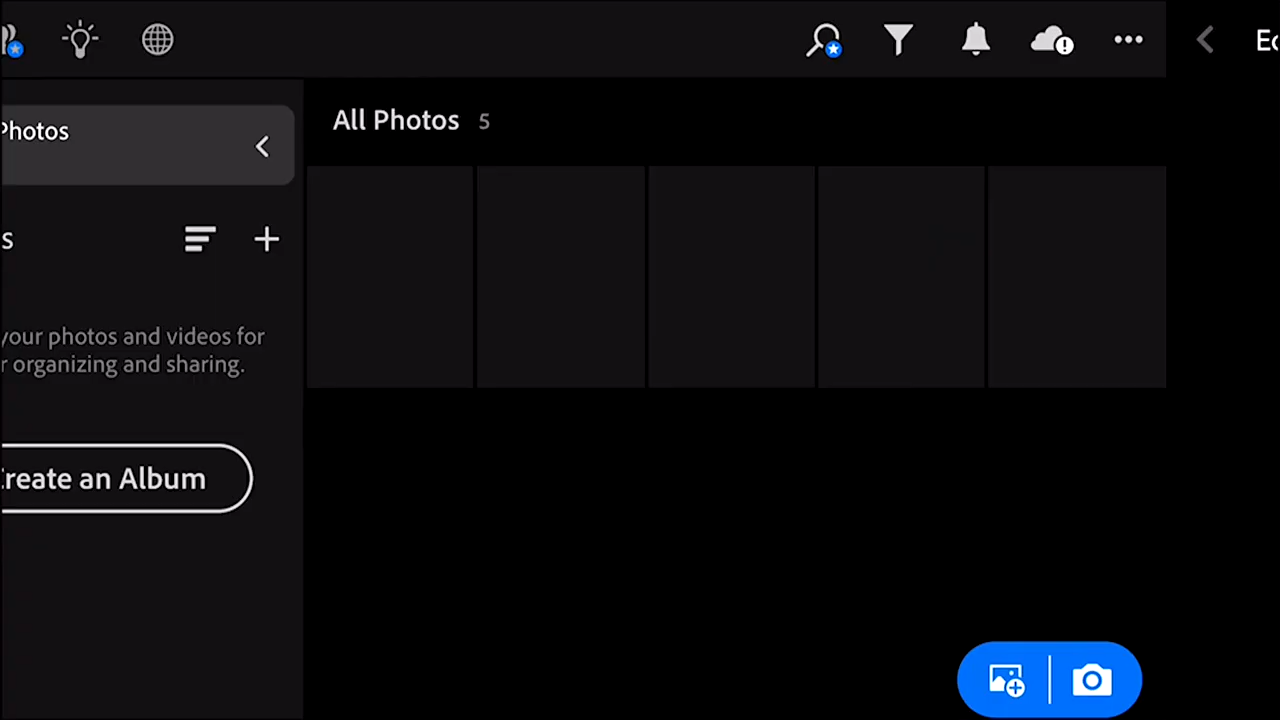 Photos
All Photos 5
s
your photos and videos for
r organizing and sharing.
Create an Album